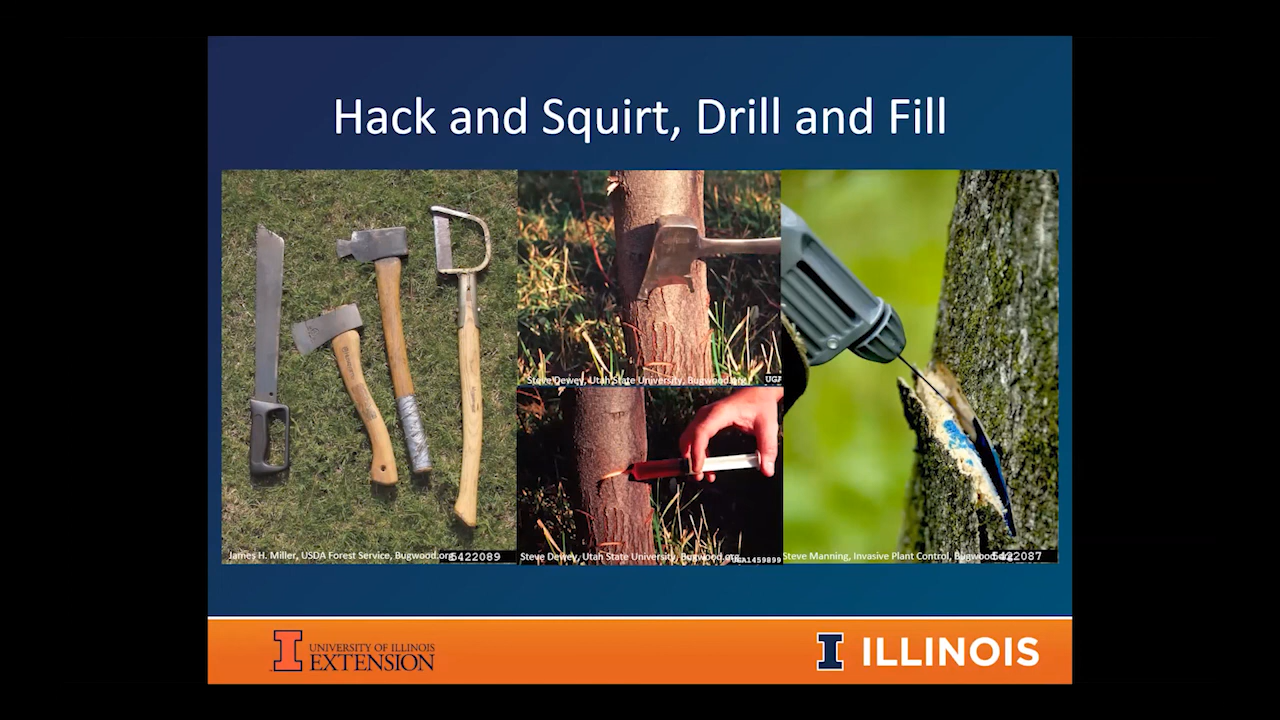 Hack and Squirt, Drill and Fill
Steve Dewey, Utah State University, Bugwood.org
James H. Miller, USDA Forest Service, Bugwood.org
5422089
Steve Dewey, Utah State University, Bugwood.org
Steve Manning, Invasive Plant Control, Bugwood.org
5422087
UNIVERSITY OF ILLINOIS
EXTENSION
ILLINOIS